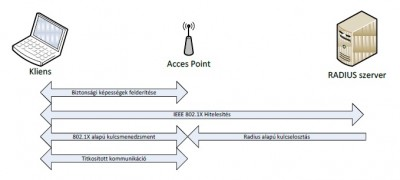 Kliens
Acces Point
RADIUS szerver
Biztonsági képességek felderítése
IEEE 802.1X Hitelesítés
802.1X alapú kulcsmenedzsment
Radius alapú kulcselosztás
Titkosított kommunikáció